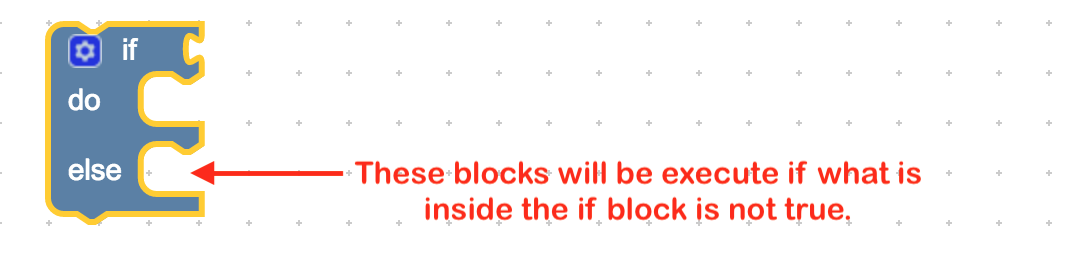 if
do
else
These blocks will be execute if what is
inside the if block is not true.